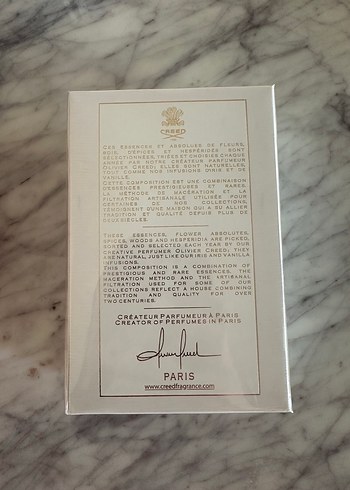 CREED
CES ESSENCES ET ABSOLUES DE FLEURS,
BOIS, ÉPICES ET HESPÉRIDÉS SONT
SÉLECTIONNÉES, TRIÉES ET CHOISIES CHAQUE
ANNÉE PAR NOTRE CRÉATEUR PARFUMEUR
OLIVIER CREED; ELLES SONT NATURELLES,
TOUT COMME NOS INFUSIONS D'IRIS ET DE
VANILLE.
CETTE COMPOSITION EST UNE COMBINAISON
D'ESSENCES PRESTIGIEUSES ET RARES.
LA MÉTHODE DE MACÉRATION ET LA
FILTRATION ARTISANALE UTILISÉE POUR
CERTAINES DE NOS COLLECTIONS,
TÉMOIGNENT D'UNE MAISON QUI A SU ALLIER
TRADITION ET QUALITÉ DEPUIS PLUS DE
DEUX SIÈCLES.
THESE ESSENCES, FLOWER ABSOLUTES,
SPICES, WOODS AND HESPERIDIA ARE PICKED,
SORTED AND SELECTED EACH YEAR BY OUR
CREATIVE PERFUMER OLIVIER CREED; THEY
ARE NATURAL, JUST LIKE OUR IRIS AND VANILLA
INFUSIONS.
THIS COMPOSITION IS A COMBINATION OF
PRESTIGIOUS AND RARE ESSENCES. THE
MACERATION METHOD AND THE ARTISANAL
FILTRATION USED FOR SOME OF OUR
COLLECTIONS REFLECT A HOUSE COMBINING
TRADITION AND QUALITY FOR OVER
TWO CENTURIES.
CRÉATEUR PARFUMEUR À PARIS
CREATOR OF PERFUMES IN PARIS
PARIS
www.creedfragrance.com